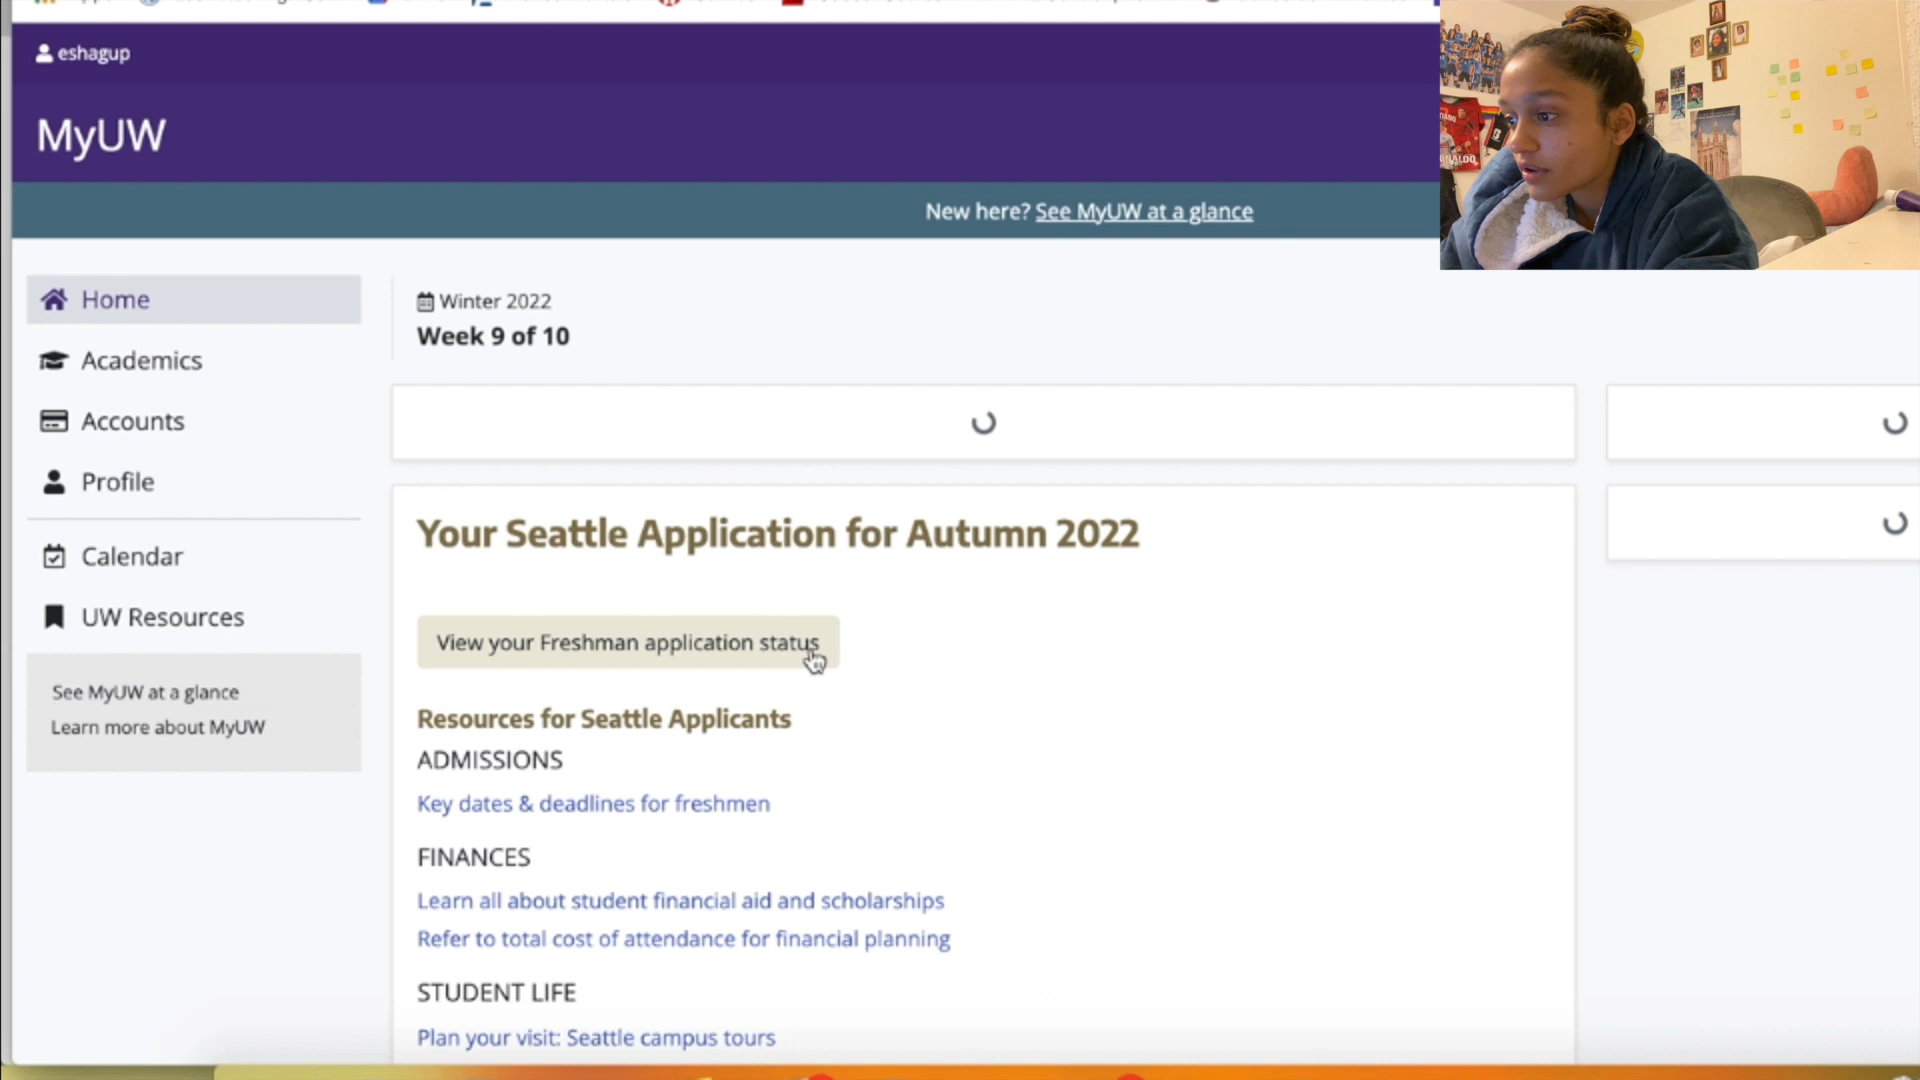 eshagup
MyUW
New here? See MyUW at a glance
Home
Academics
Accounts
Profile
Calendar
UW Resources
See MyUW at a glance
Learn more about MyUW
Winter 2022
Week 9 of 10
Your Seattle Application for Autumn 2022
View your Freshman application status
Resources for Seattle Applicants
ADMISSIONS
Key dates & deadlines for freshmen
FINANCES
Learn all about student financial aid and scholarships
Refer to total cost of attendance for financial planning
STUDENT LIFE
Plan your visit: Seattle campus tours